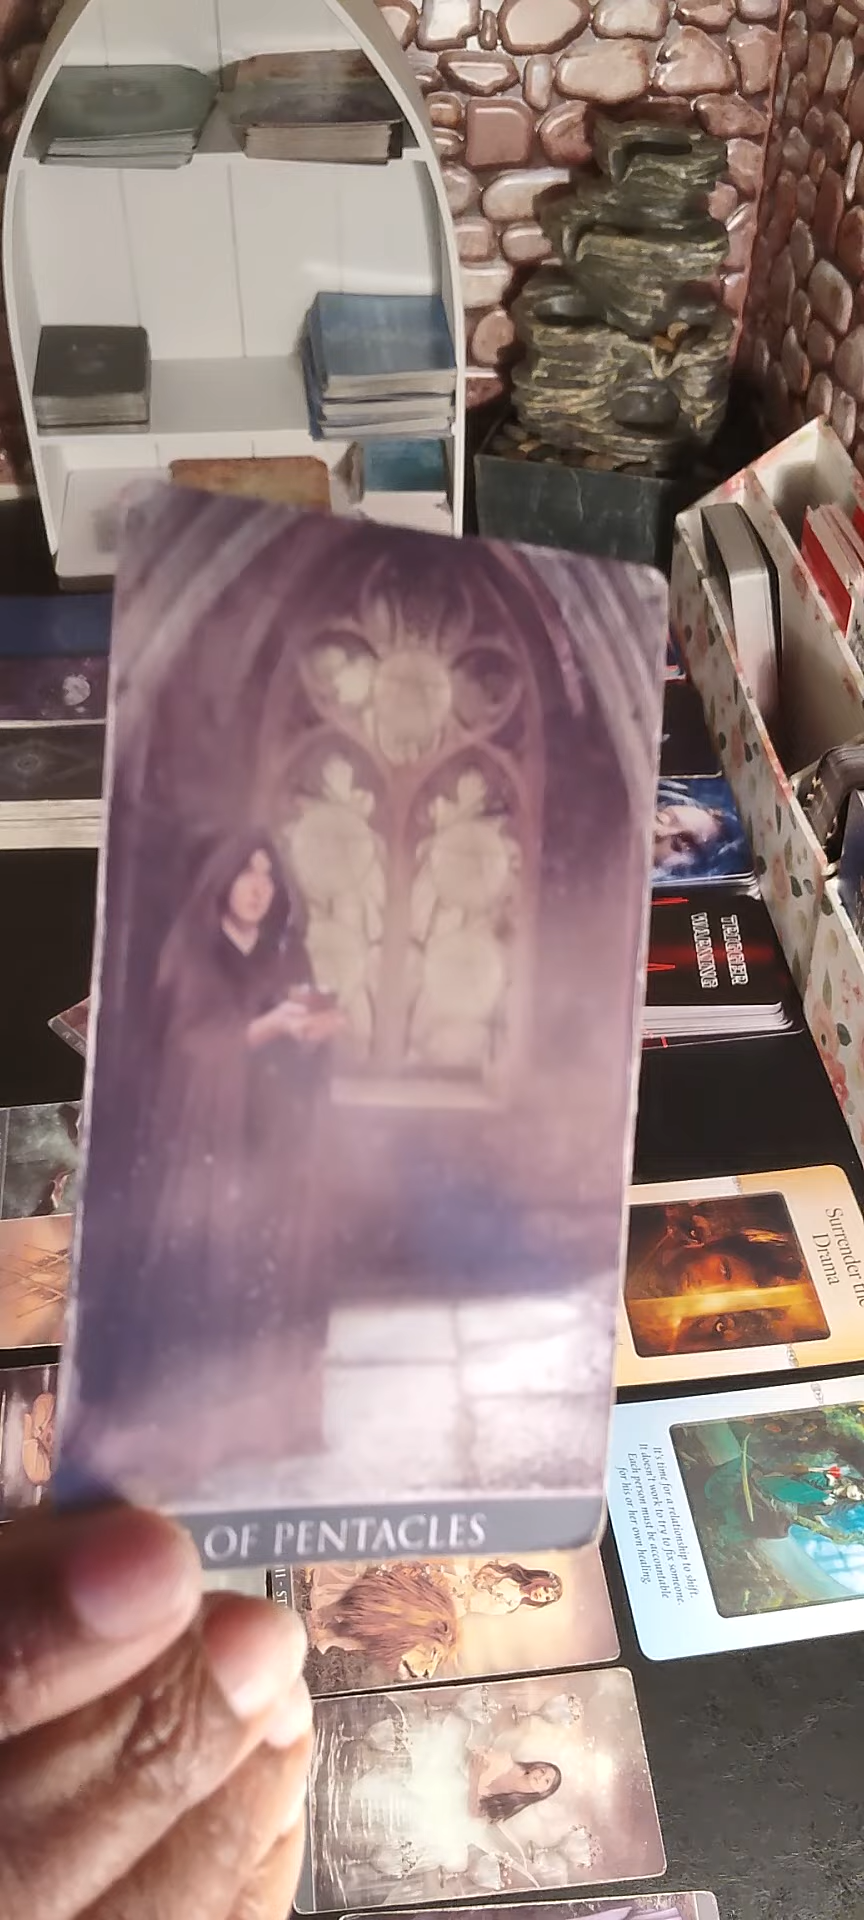 TRIGGER
WARNING
Surrender the
Drama
It's time for a relationship to shift.
It doesn't work to try to fix someone.
Each person must be accountable
for his or her own healing.
OF PENTACLES